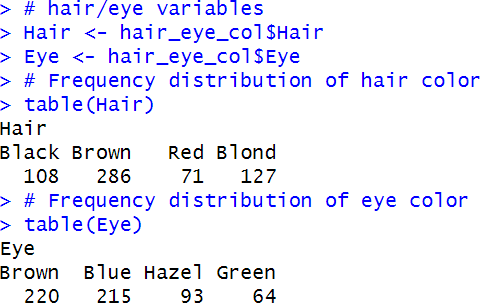 > # hair/eye variables
> Hair <- hair_eye_col$Hair
> Eye <- hair_eye_col$Eye
> # Frequency distribution of hair color
> table(Hair)
Hair
Black Brown   Red Blond
  108   286    71   127
> # Frequency distribution of eye color
> table(Eye)
Eye
Brown  Blue Hazel Green
  220   215    93    64